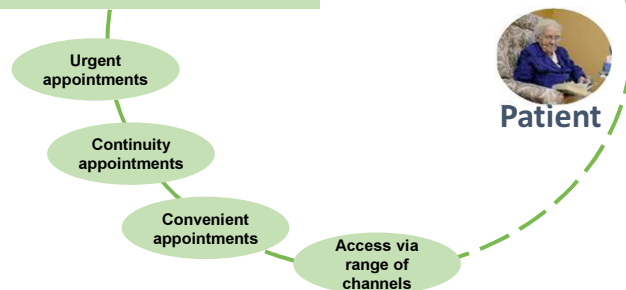 Urgent
appointments
Patient
Continuity
appointments
Convenient
appointments
Access via
range of
channels